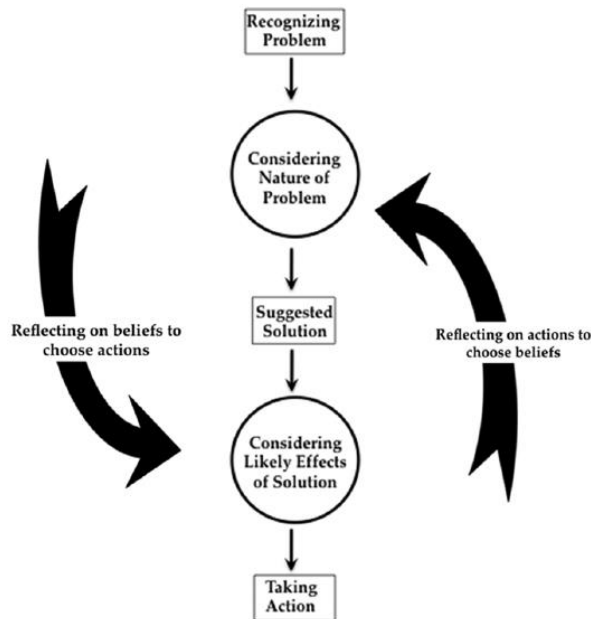 Recognizing
Problem
Considering
Nature of
Problem
Suggested
Solution
Reflecting on beliefs to
choose actions
Reflecting on actions to
choose beliefs
Considering
Likely Effects
of Solution
Taking
Action